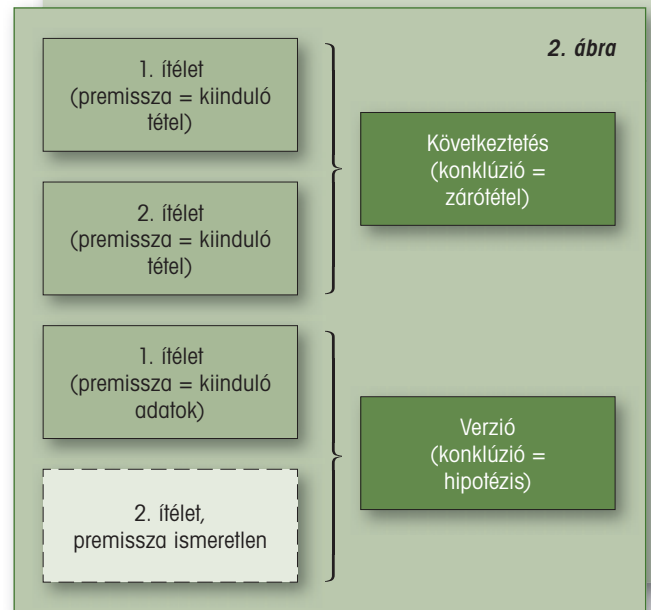 2. ábra
1. ítélet
(premissza = kiinduló
tétel)
2. ítélet
(premissza = kiinduló
tétel)
Következtetés
(konklúzió =
zárótétel)
1. ítélet
(premissza = kiinduló
adatok)
2. ítélet,
premissza ismeretlen
Verzió
(konklúzió =
hipotézis)